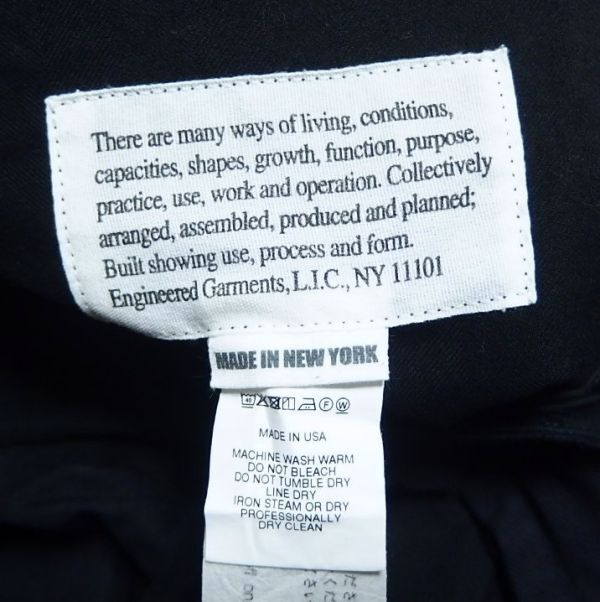 There are many ways of living, conditions,
capacities, shapes, growth, function, purpose,
practice, use, work and operation. Collectively
arranged, assembled, produced and planned;
Built showing use, process and form.
Engineered Garments, L.I.C., NY 11101
MADE IN NEW YORK
40 F W
MADE IN USA
MACHINE WASH WARM
DO NOT BLEACH
DO NOT TUMBLE DRY
LINE DRY
IRON STEAM OR DRY
PROFESSIONALLY
DRY CLEAN